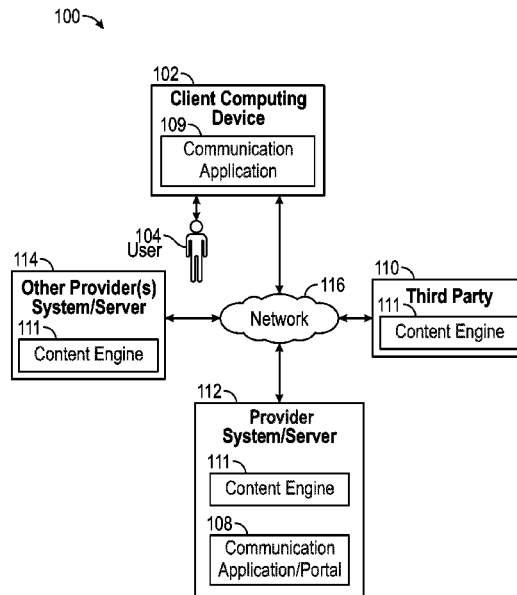 100
102
Client Computing
Device
109
Communication
Application
104
User
114
Other Provider(s)
System/Server
111
Content Engine
116
Network
110
Third Party
111
Content Engine
112
Provider
System/Server
111
Content Engine
108
Communication
Application/Portal